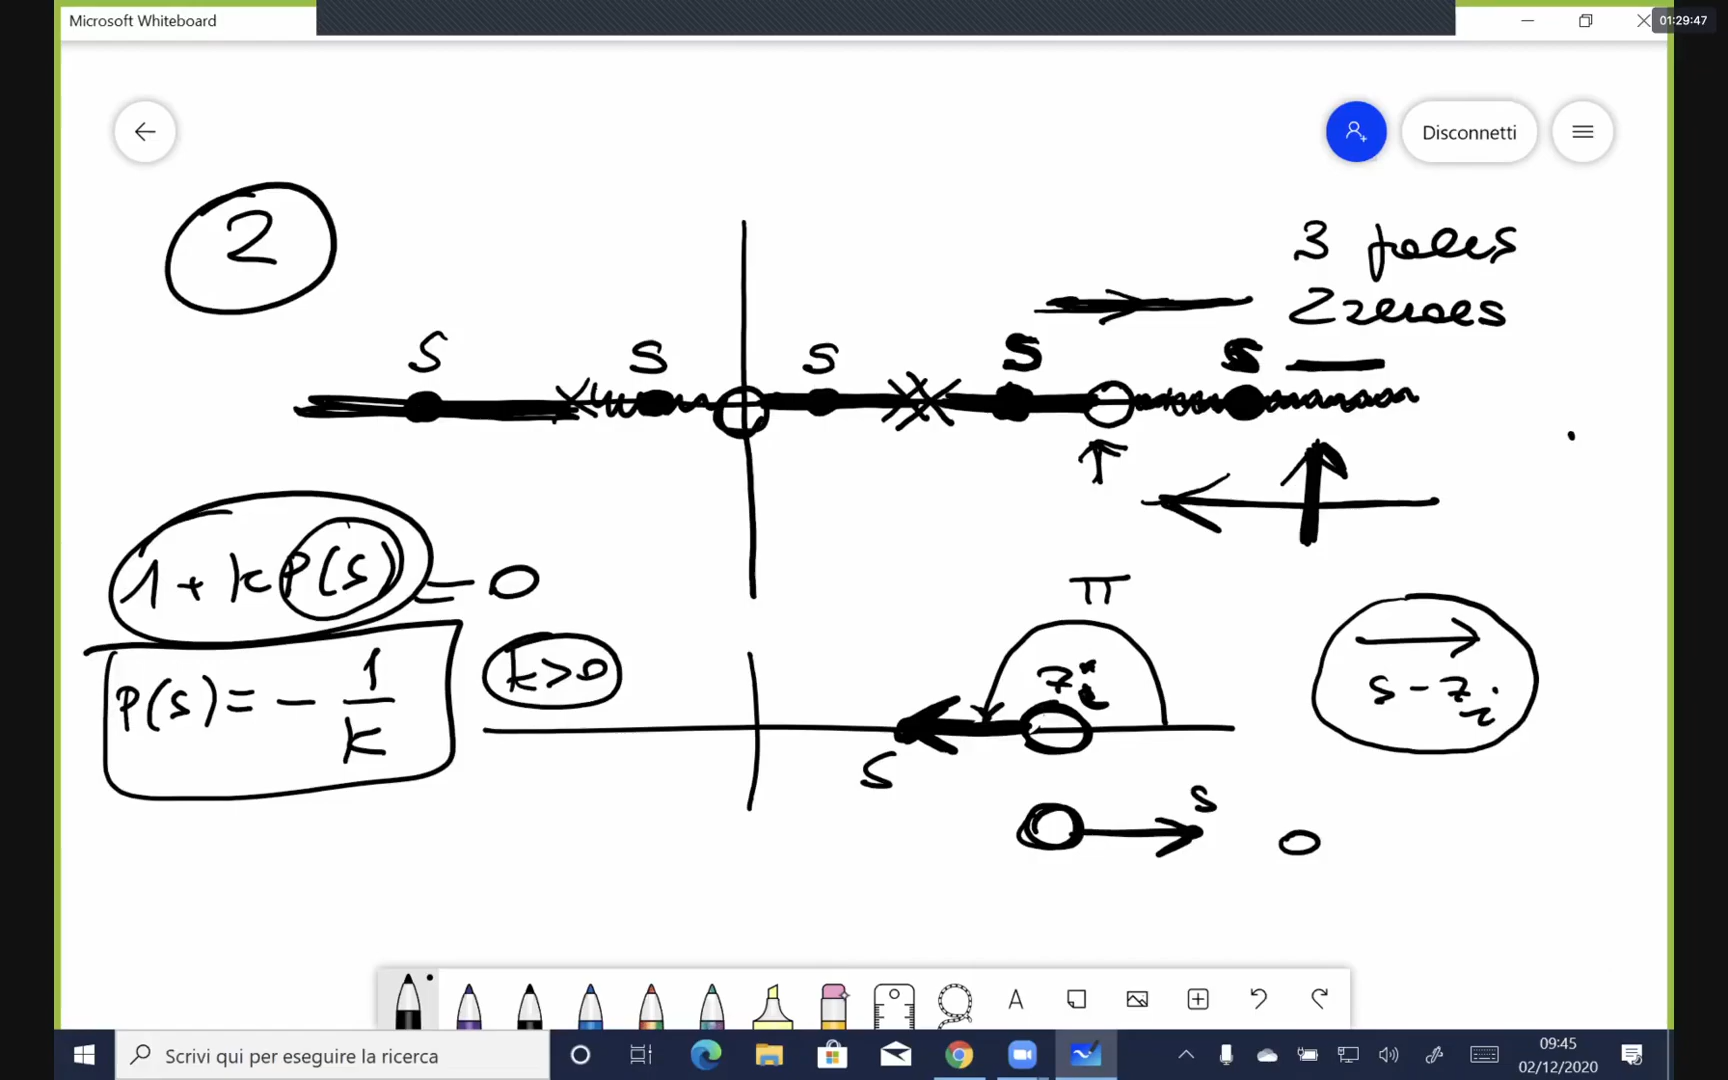 Microsoft Whiteboard
01:29:47
Disconnetti
2
3 poles
2 zeroes
S S S S S
1 + k P(s) = 0
P(s) = - 1/k
k>0
π
zi
s
s - zi
s
0
A
Scrivi qui per eseguire la ricerca
09:45
02/12/2020